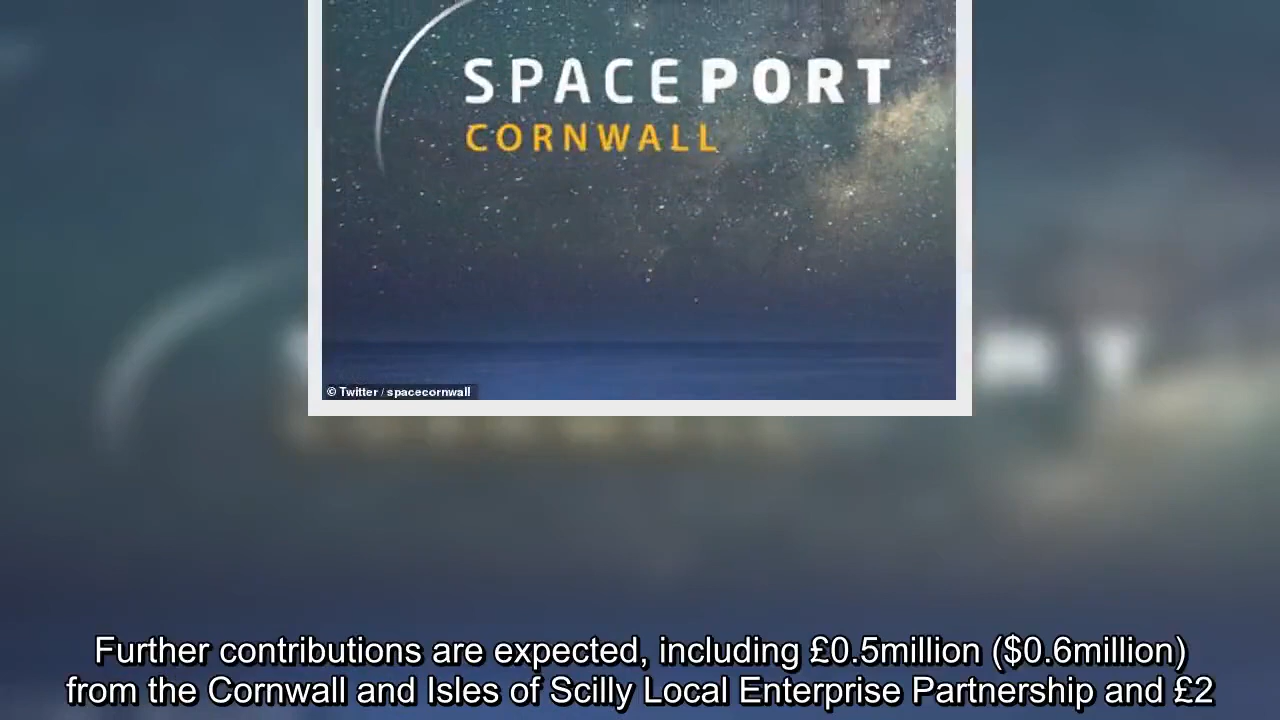 SPACEPORT
CORNWALL
© Twitter / spacecornwall
Further contributions are expected, including £0.5million ($0.6million)
from the Cornwall and Isles of Scilly Local Enterprise Partnership and £2